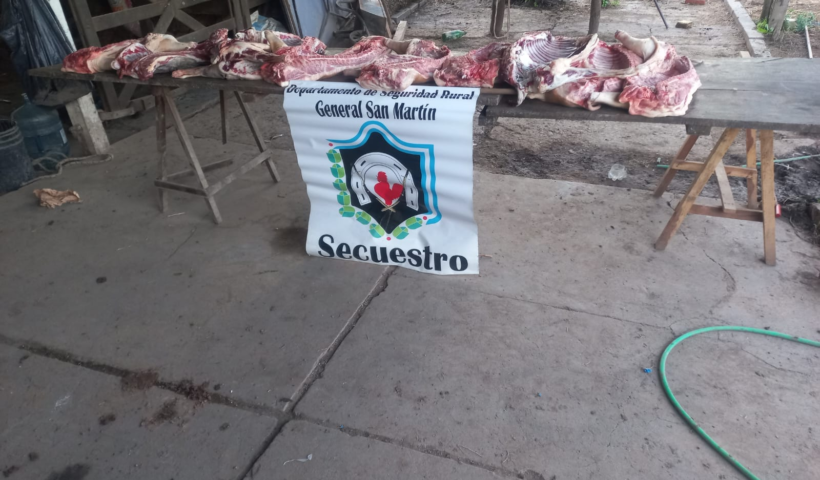 Departamento de Seguridad Rural
General San Martín
Secuestro